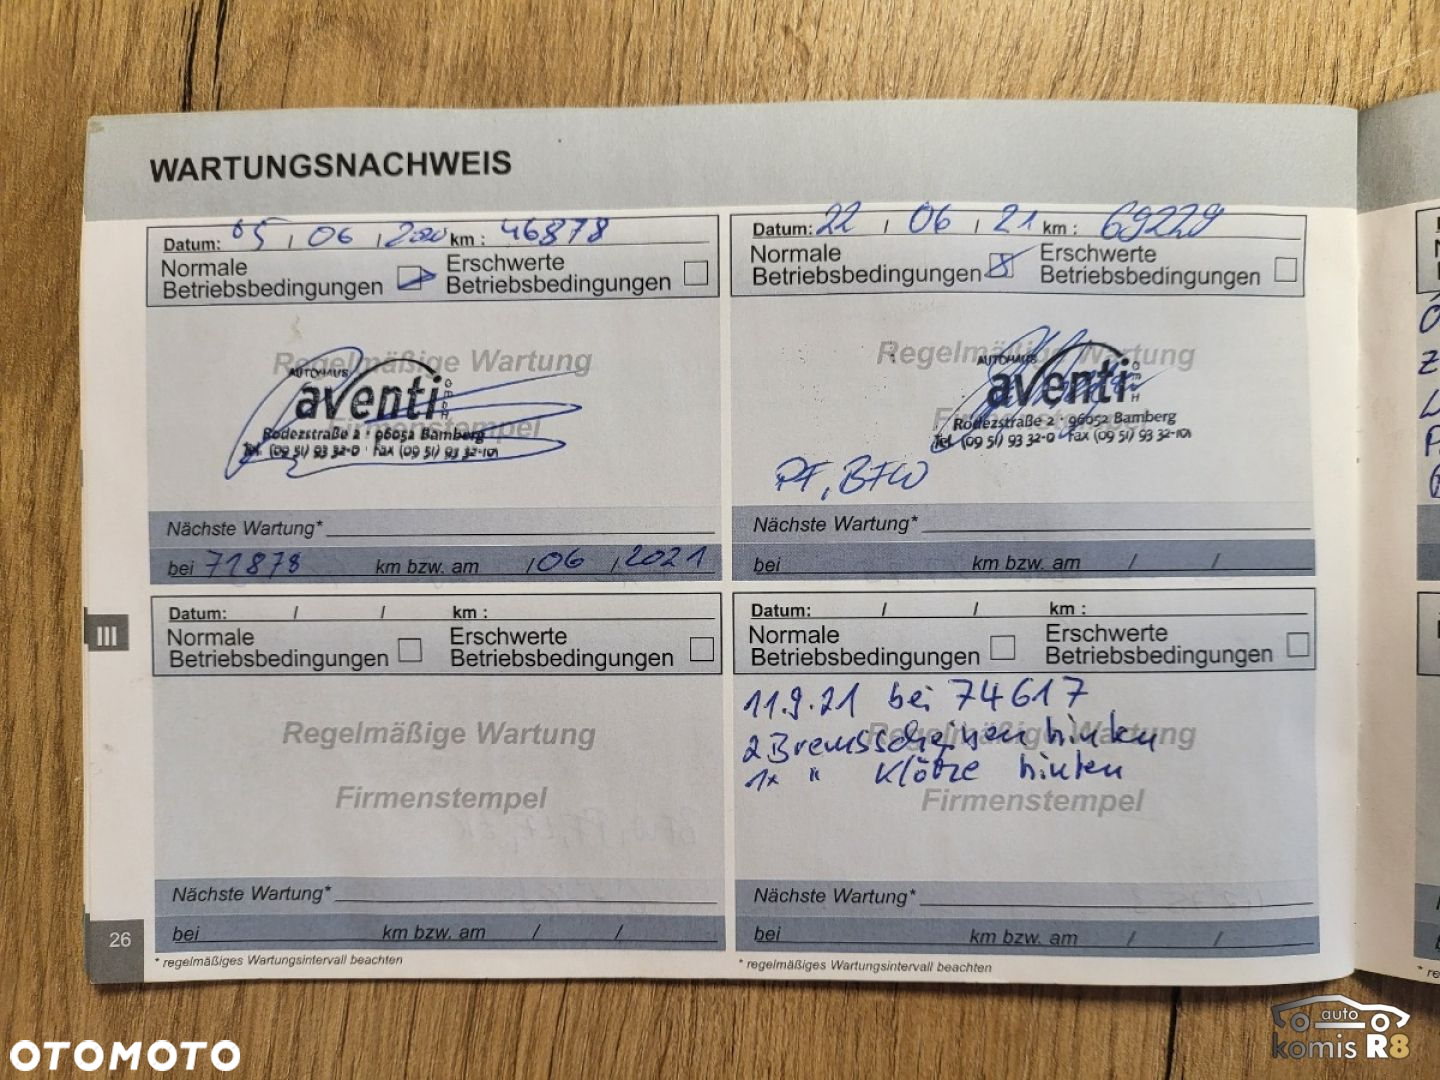 WARTUNGSNACHWEIS
Datum: 05 / 06 / 2020 km : 46878
Normale
Betriebsbedingungen
Erschwerte
Betriebsbedingungen
Regelmäßige Wartung
AUTOHAUS
aventi
GmbH
Firmenstempel
Rodezstraße 2 · 96052 Bamberg
Tel. (09 51) 93 32-0 · Fax (09 51) 93 32-101
Nächste Wartung*
bei 71878 km bzw. am / 06 / 2021
Datum: 22 / 06 / 21 km : 69229
Normale
Betriebsbedingungen
Erschwerte
Betriebsbedingungen
Regelmäßige Wartung
AUTOHAUS
aventi
GmbH
Firmenstempel
Rodezstraße 2 · 96052 Bamberg
Tel. (09 51) 93 32-0 Fax (09 51) 93 32-101
PF, BFW
Nächste Wartung*
bei km bzw. am / /
Datum: / / km :
Normale
Betriebsbedingungen
Erschwerte
Betriebsbedingungen
Regelmäßige Wartung
Firmenstempel
Nächste Wartung*
bei km bzw. am / /
* regelmäßiges Wartungsintervall beachten
Datum: / / km :
Normale
Betriebsbedingungen
Erschwerte
Betriebsbedingungen
11.9.21 bei 74617
Regelmäßige Wartung
2 Bremsscheiben hinten
1x " Klötze hinten
Firmenstempel
Nächste Wartung*
bei km bzw. am / /
* regelmäßiges Wartungsintervall beachten
III
26
OTOMOTO
auto
komis R8